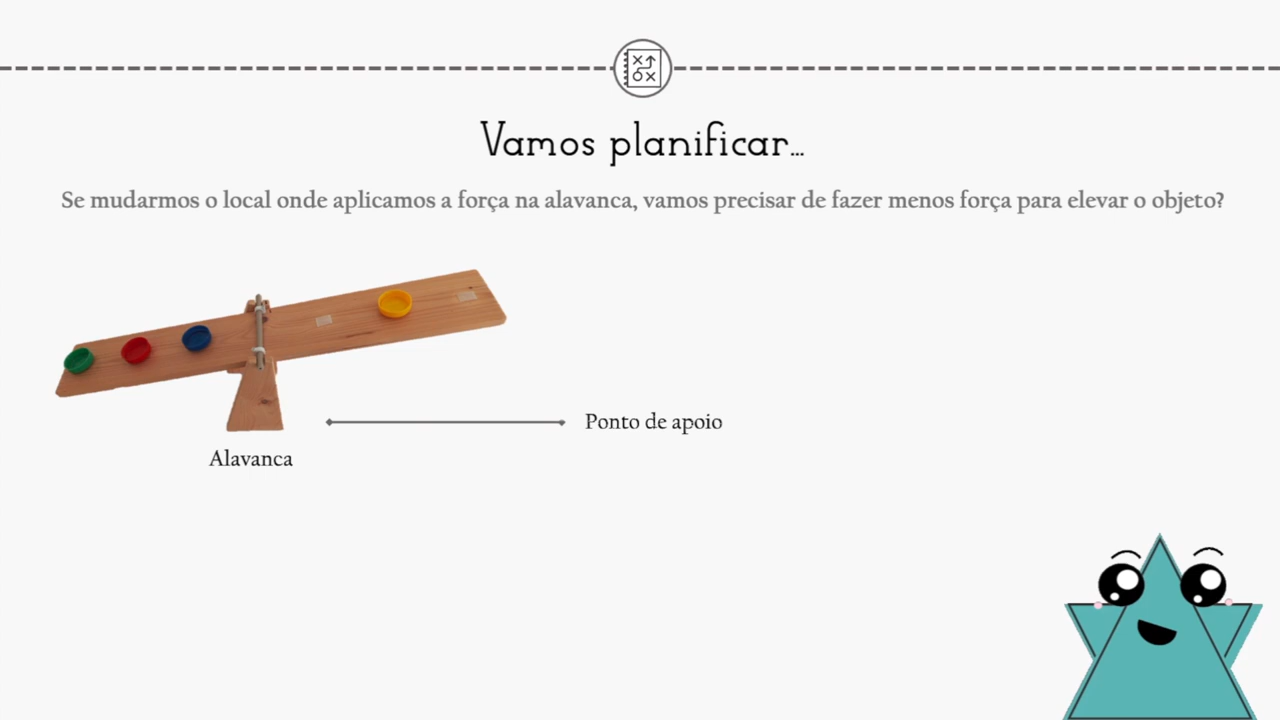 Vamos planificar...
Se mudarmos o local onde aplicamos a força na alavanca, vamos precisar de fazer menos força para elevar o objeto?
Ponto de apoio
Alavanca